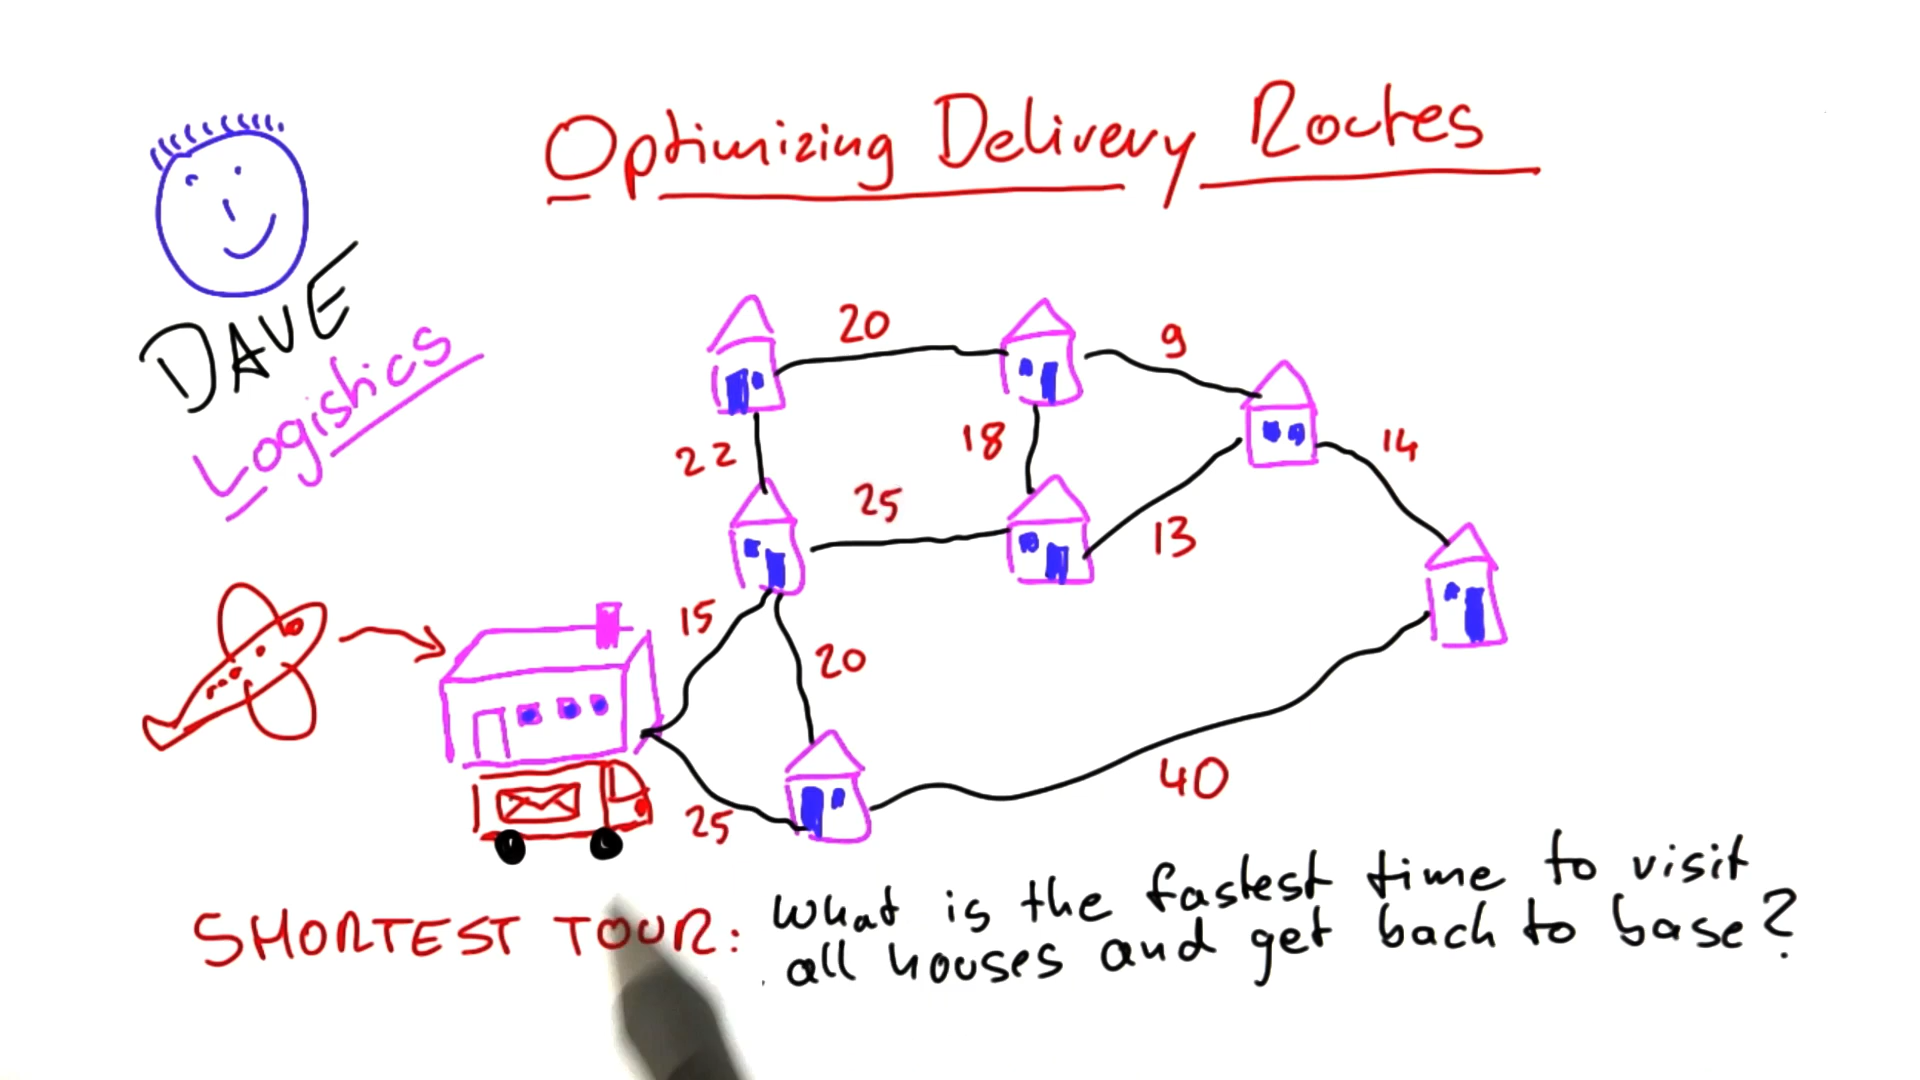 Optimizing Delivery Routes
DAVE
Logistics
20
9
22
18
14
25
13
15
20
25
40
SHORTEST TOUR: What is the fastest time to visit
all houses and get back to base?